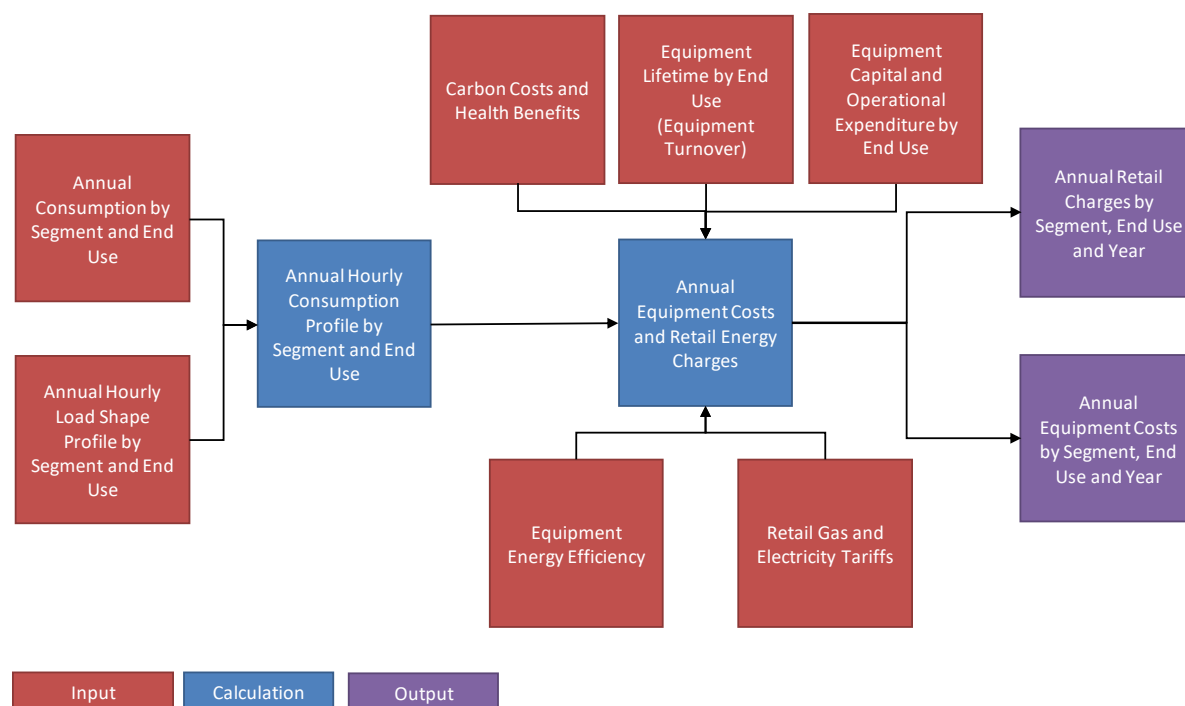 Carbon Costs and
Health Benefits
Equipment
Lifetime by End
Use
(Equipment
Turnover)
Equipment
Capital and
Operational
Expenditure by
End Use
Annual
Consumption by
Segment and End
Use
Annual Hourly
Load Shape
Profile by
Segment and End
Use
Annual Hourly
Consumption
Profile by
Segment and End
Use
Annual
Equipment Costs
and Retail Energy
Charges
Annual Retail
Charges by
Segment, End Use
and Year
Annual
Equipment Costs
by Segment, End
Use and Year
Equipment
Energy Efficiency
Retail Gas and
Electricity Tariffs
Input
Calculation
Output